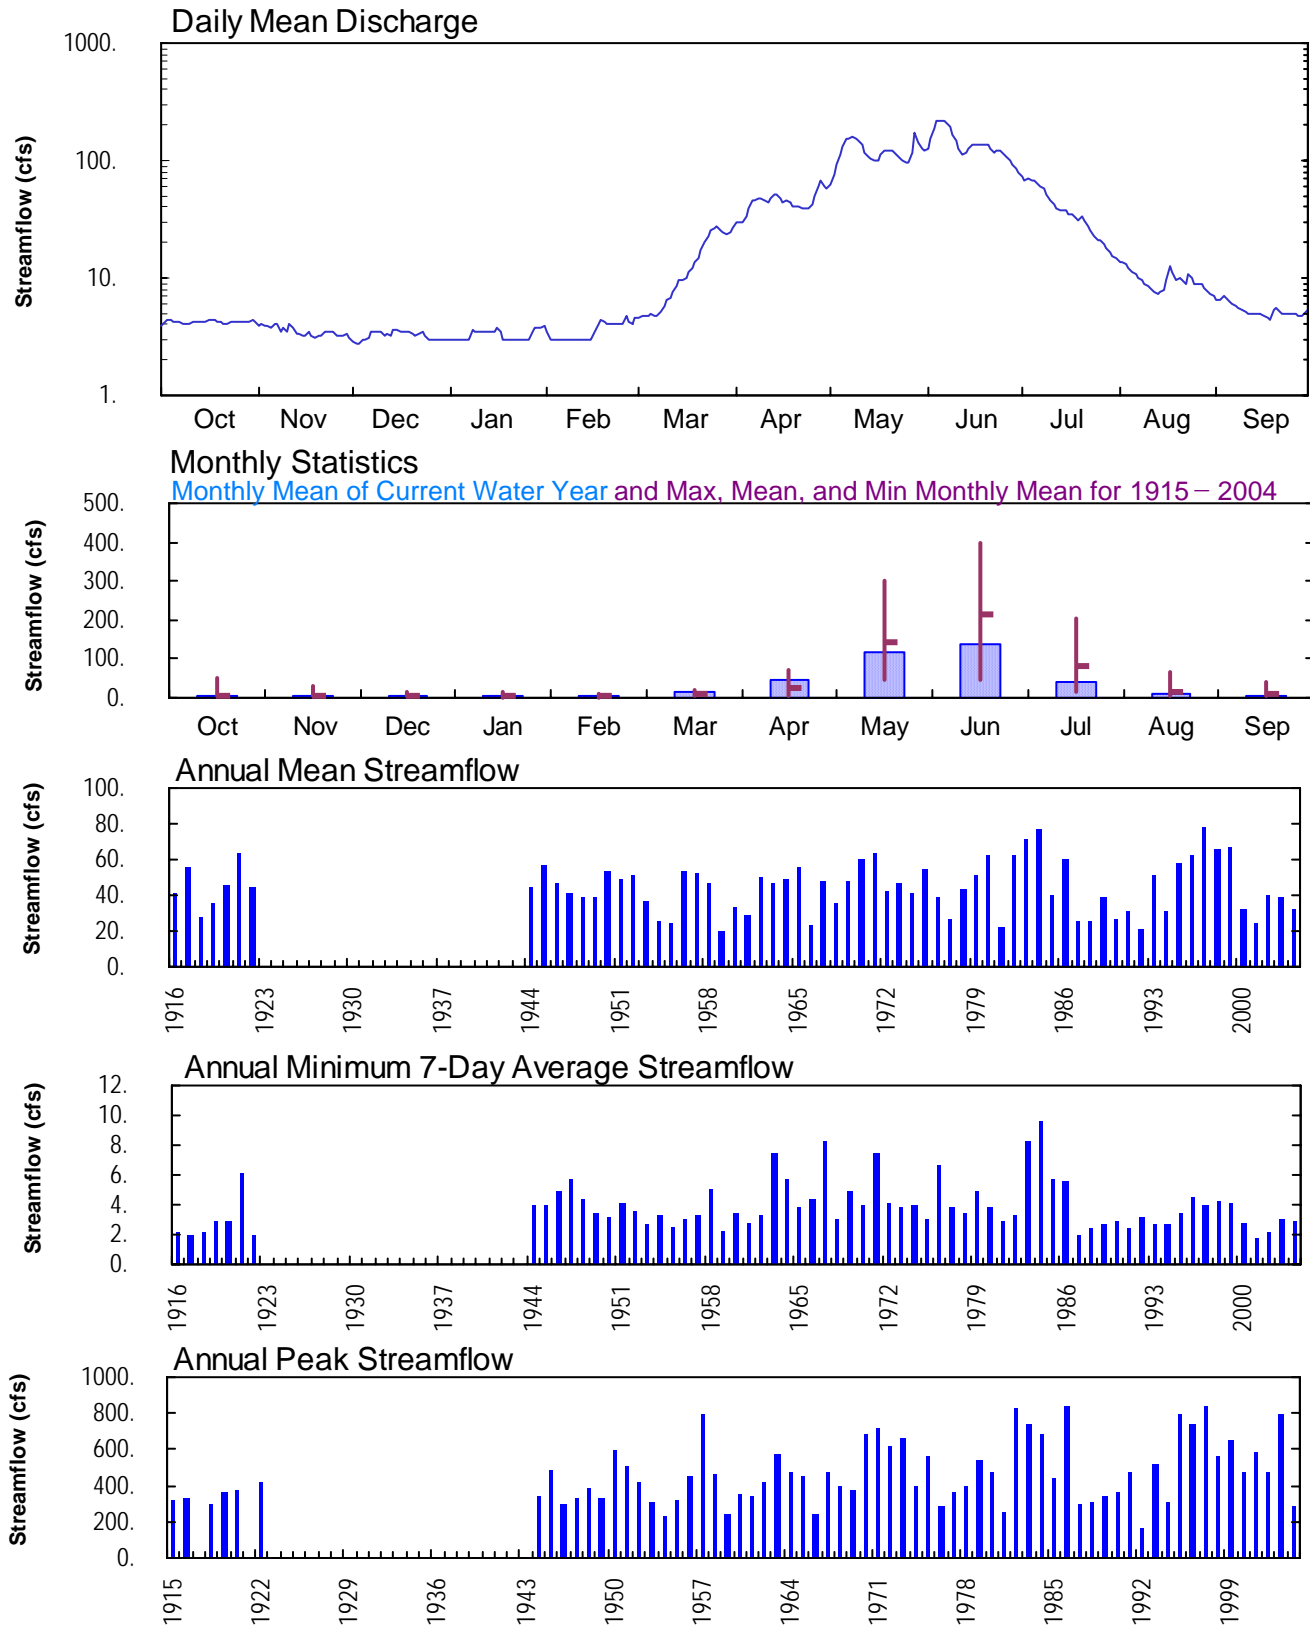 Daily Mean Discharge
Streamflow (cfs)
1000.
100.
10.
1.
Oct Nov Dec Jan Feb Mar Apr May Jun Jul Aug Sep
Monthly Statistics
Monthly Mean of Current Water Year and Max, Mean, and Min Monthly Mean for 1915 – 2004
Streamflow (cfs)
500.
400.
300.
200.
100.
0.
Oct Nov Dec Jan Feb Mar Apr May Jun Jul Aug Sep
Annual Mean Streamflow
Streamflow (cfs)
100.
80.
60.
40.
20.
0.
1916 1923 1930 1937 1944 1951 1958 1965 1972 1979 1986 1993 2000
Annual Minimum 7-Day Average Streamflow
Streamflow (cfs)
12.
10.
8.
6.
4.
2.
0.
1916 1923 1930 1937 1944 1951 1958 1965 1972 1979 1986 1993 2000
Annual Peak Streamflow
Streamflow (cfs)
1000.
800.
600.
400.
200.
0.
1915 1922 1929 1936 1943 1950 1957 1964 1971 1978 1985 1992 1999